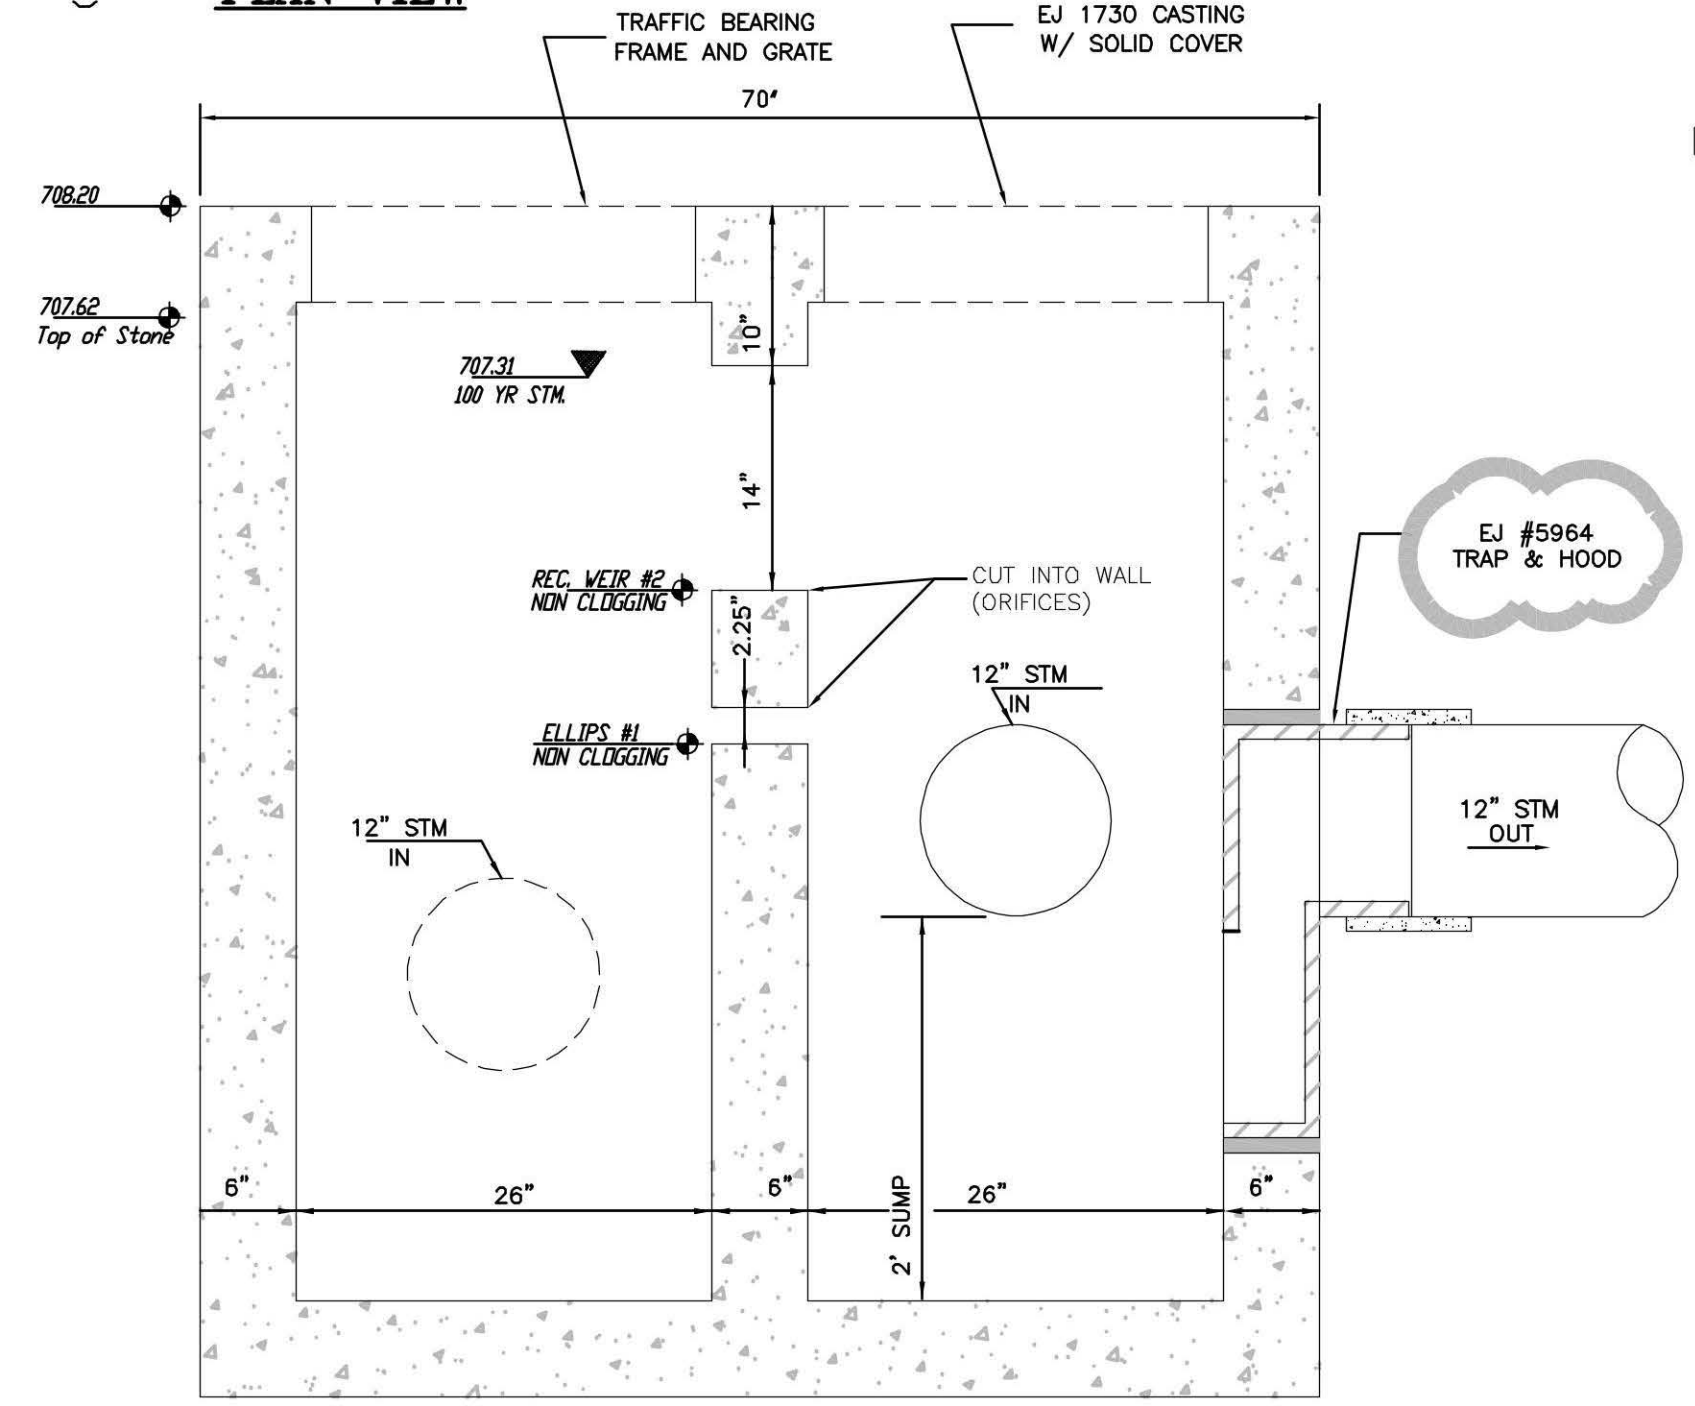 PLAN VIEW
TRAFFIC BEARING
FRAME AND GRATE
EJ 1730 CASTING
W/ SOLID COVER
70"
708.20
707.62
Top of Stone
10"
707.31
100 YR STM.
14"
EJ #5964
TRAP & HOOD
REC. WEIR #2
NON CLOGGING
CUT INTO WALL
(ORIFICES)
2.25"
12" STM
IN
ELLIPS #1
NON CLOGGING
12" STM
OUT
12" STM
IN
6"
26"
6"
26"
6"
2' SUMP